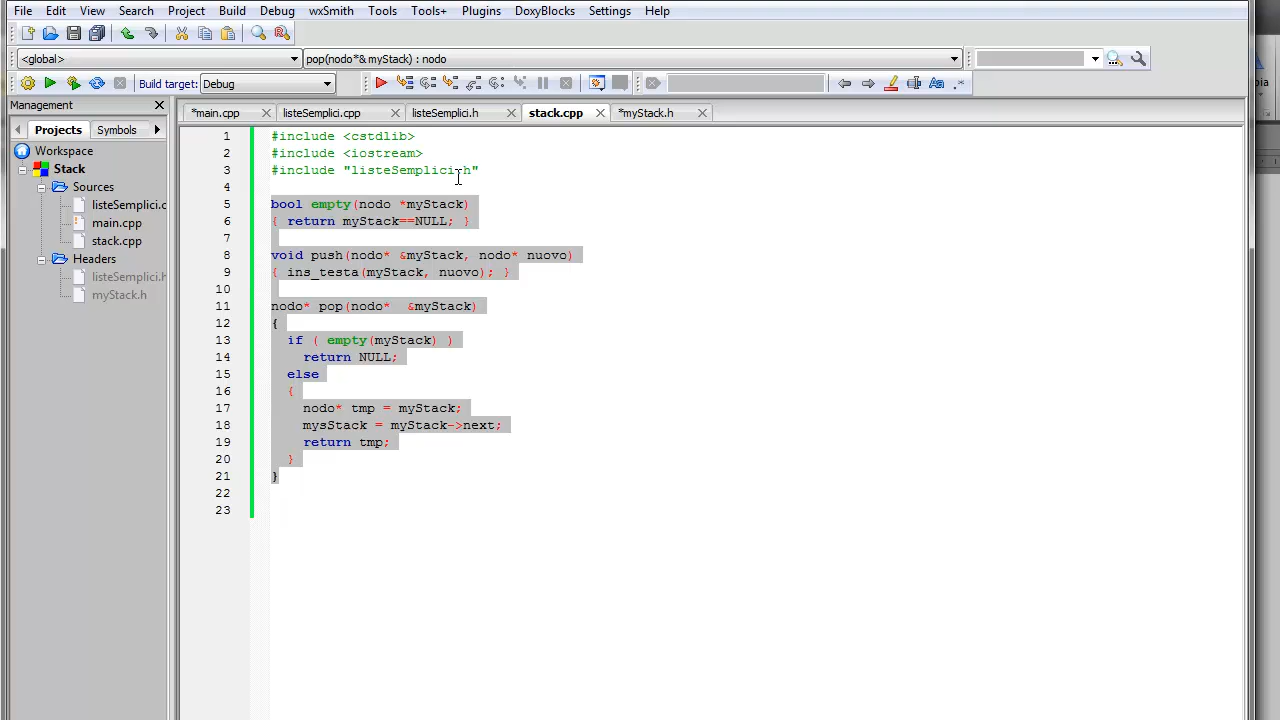 File Edit View Search Project Build Debug wxSmith Tools Tools+ Plugins DoxyBlocks Settings Help
<global> pop(nodo*& myStack) : nodo
Build target: Debug
Management
*main.cpp listeSemplici.cpp listeSemplici.h stack.cpp *myStack.h
Projects Symbols
Workspace
Stack
Sources
listeSemplici.c
main.cpp
stack.cpp
Headers
listeSemplici.h
myStack.h
1 #include <cstdlib>
2 #include <iostream>
3 #include "listeSemplici.h"
4
5 bool empty(nodo *myStack)
6 { return myStack==NULL; }
7
8 void push(nodo* &myStack, nodo* nuovo)
9 { ins_testa(myStack, nuovo); }
10
11 nodo* pop(nodo*  &myStack)
12 {
13 if ( empty(myStack) )
14 return NULL;
15 else
16 {
17 nodo* tmp = myStack;
18 mysStack = myStack->next;
19 return tmp;
20 }
21 }
22
23
pia